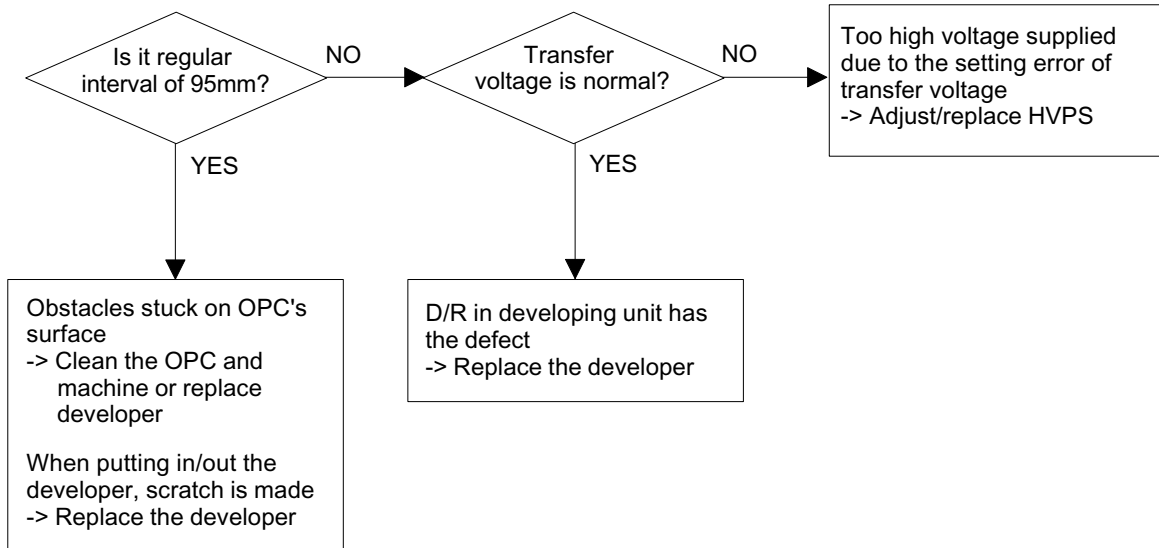 Is it regular
interval of 95mm?
NO
Transfer
voltage is normal?
NO
Too high voltage supplied
due to the setting error of
transfer voltage
-> Adjust/replace HVPS
YES
YES
Obstacles stuck on OPC's
surface
-> Clean the OPC and
machine or replace
developer
When putting in/out the
developer, scratch is made
-> Replace the developer
D/R in developing unit has
the defect
-> Replace the developer